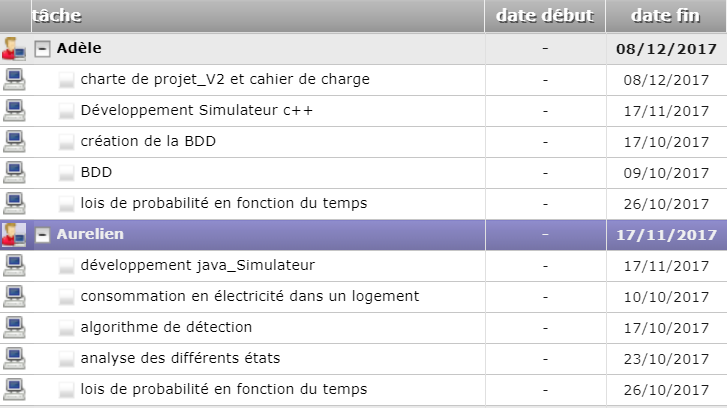 tâche date début date fin
Adèle - 08/12/2017
charte de projet_V2 et cahier de charge - 08/12/2017
Développement Simulateur c++ - 17/11/2017
création de la BDD - 17/10/2017
BDD - 09/10/2017
lois de probabilité en fonction du temps - 26/10/2017
Aurelien - 17/11/2017
développement java_Simulateur - 17/11/2017
consommation en électricité dans un logement - 10/10/2017
algorithme de détection - 17/10/2017
analyse des différents états - 23/10/2017
lois de probabilité en fonction du temps - 26/10/2017